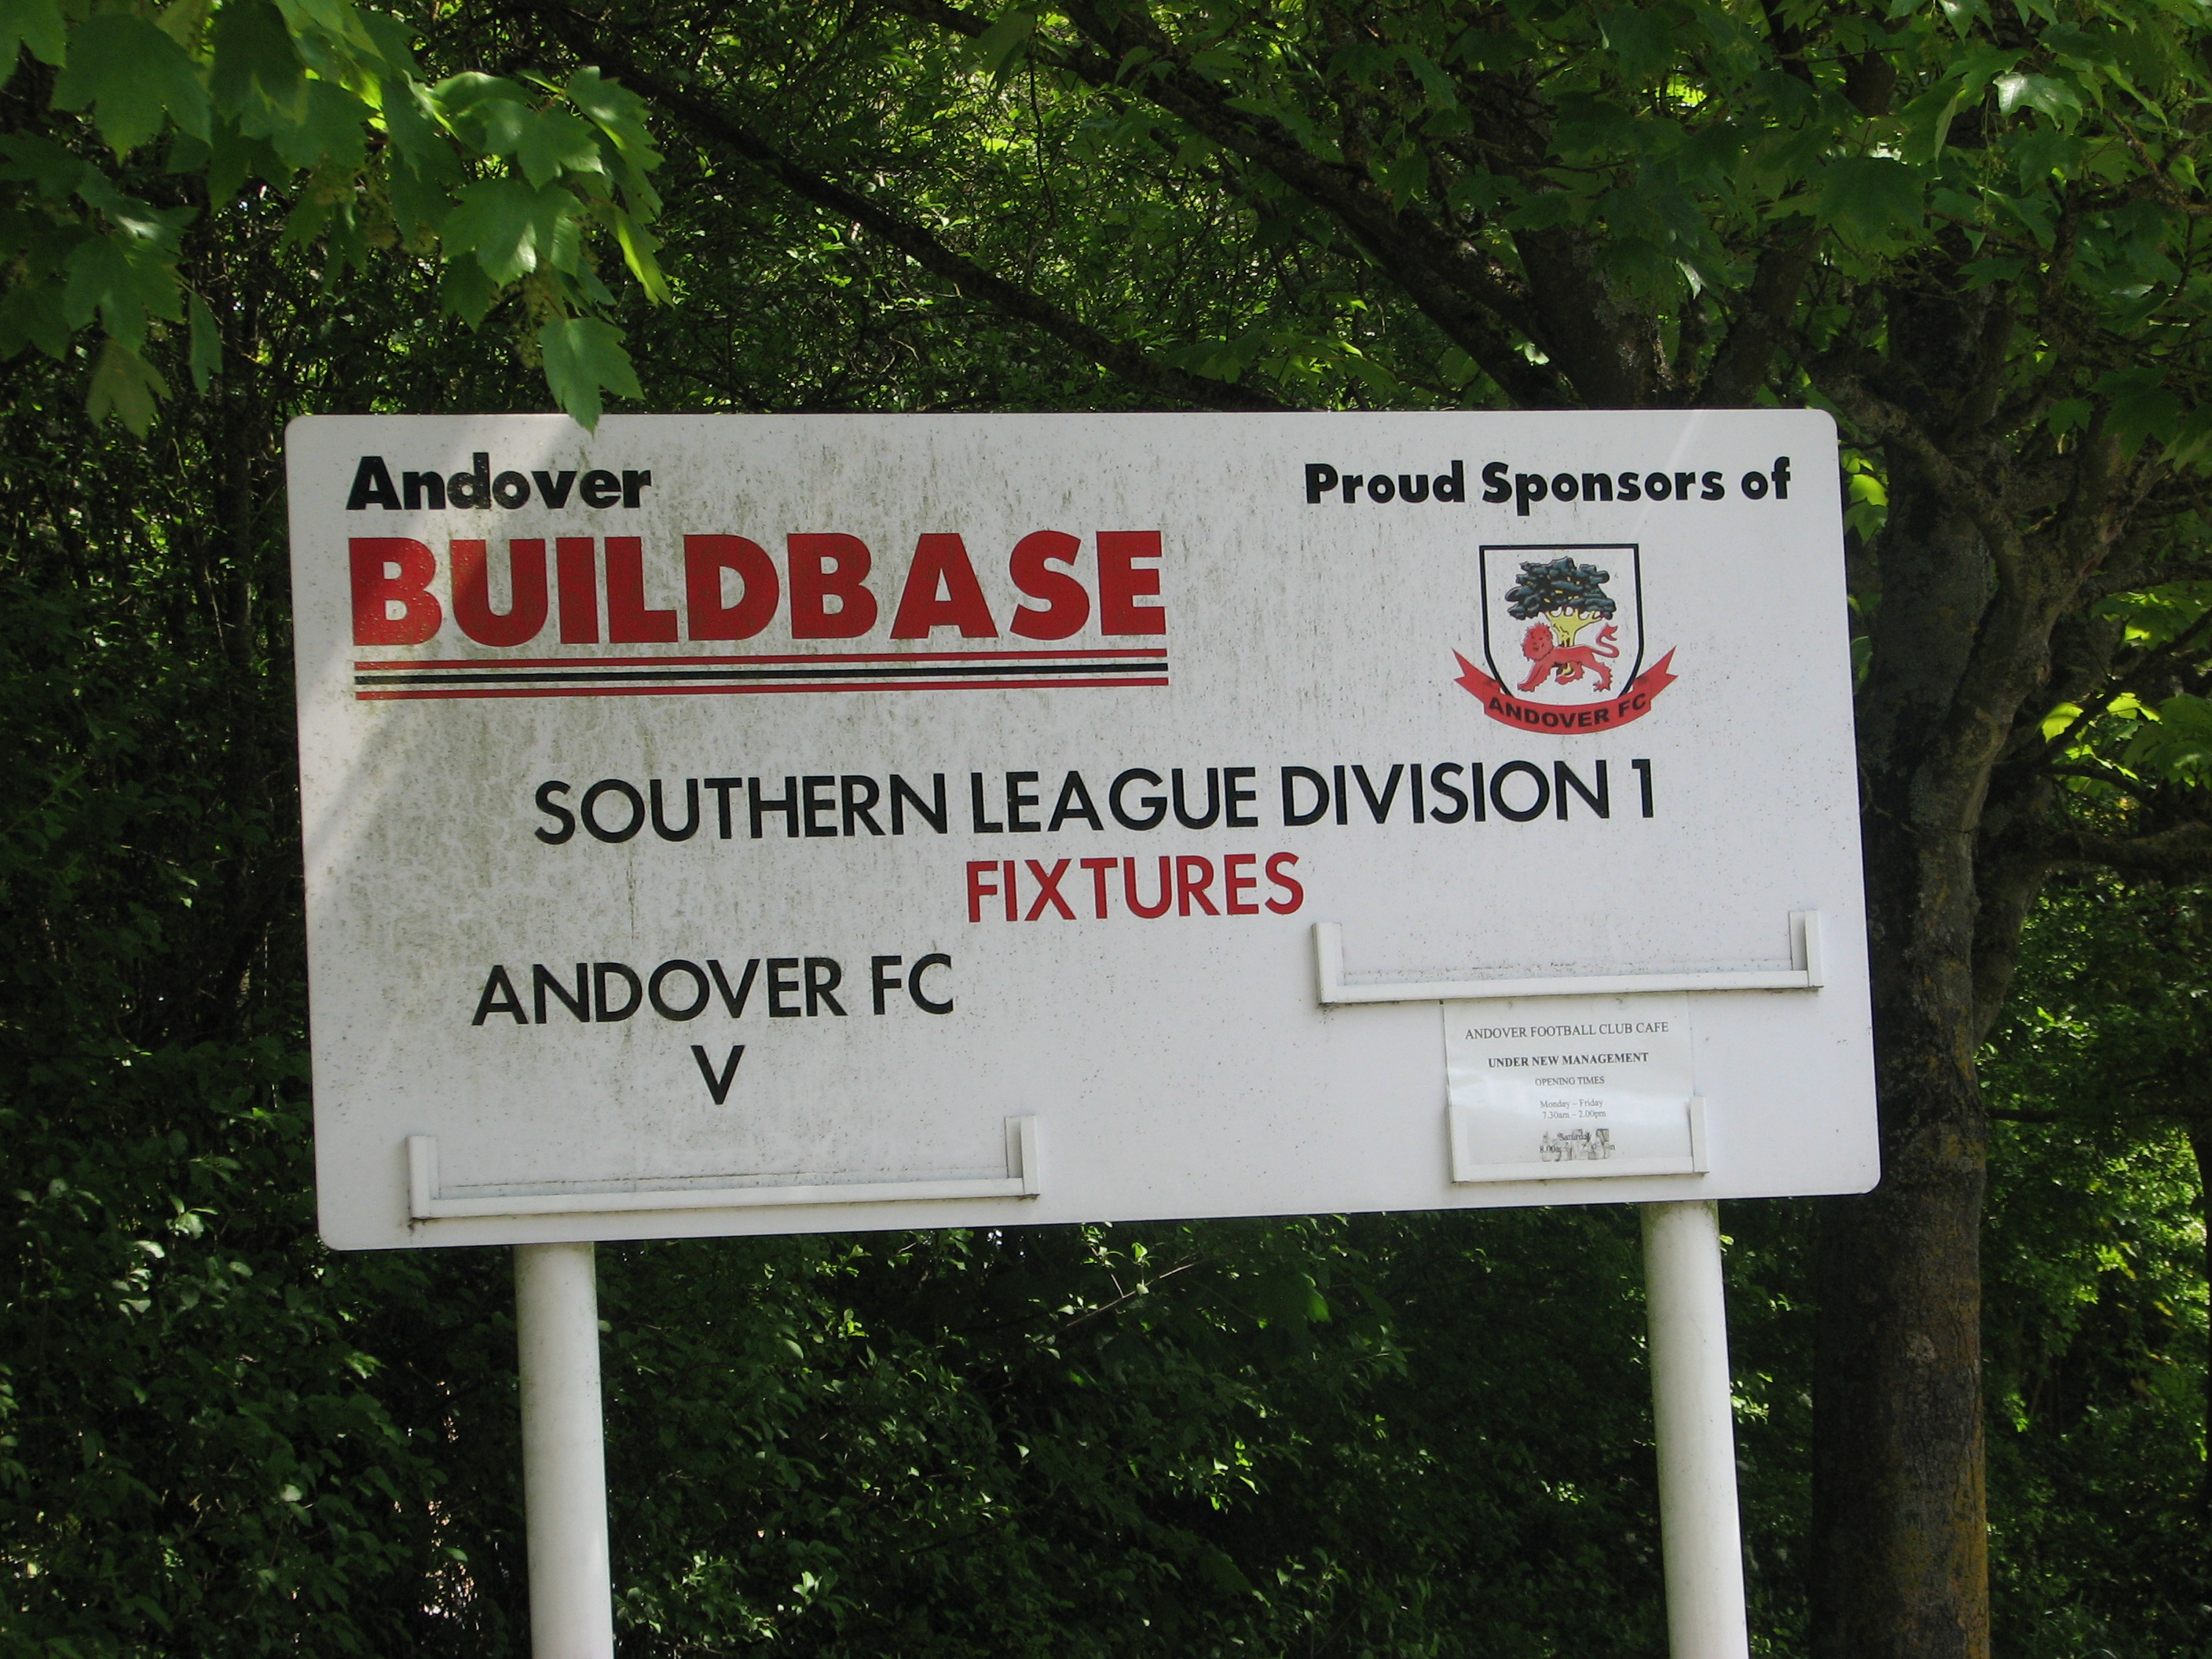 Andover
BUILDBASE
Proud Sponsors of
ANDOVER FC
SOUTHERN LEAGUE DIVISION 1
FIXTURES
ANDOVER FC
V
ANDOVER FOOTBALL CLUB CAFE
UNDER NEW MANAGEMENT
OPENING TIMES
Monday – Friday
7.30am – 2.00pm
Saturday